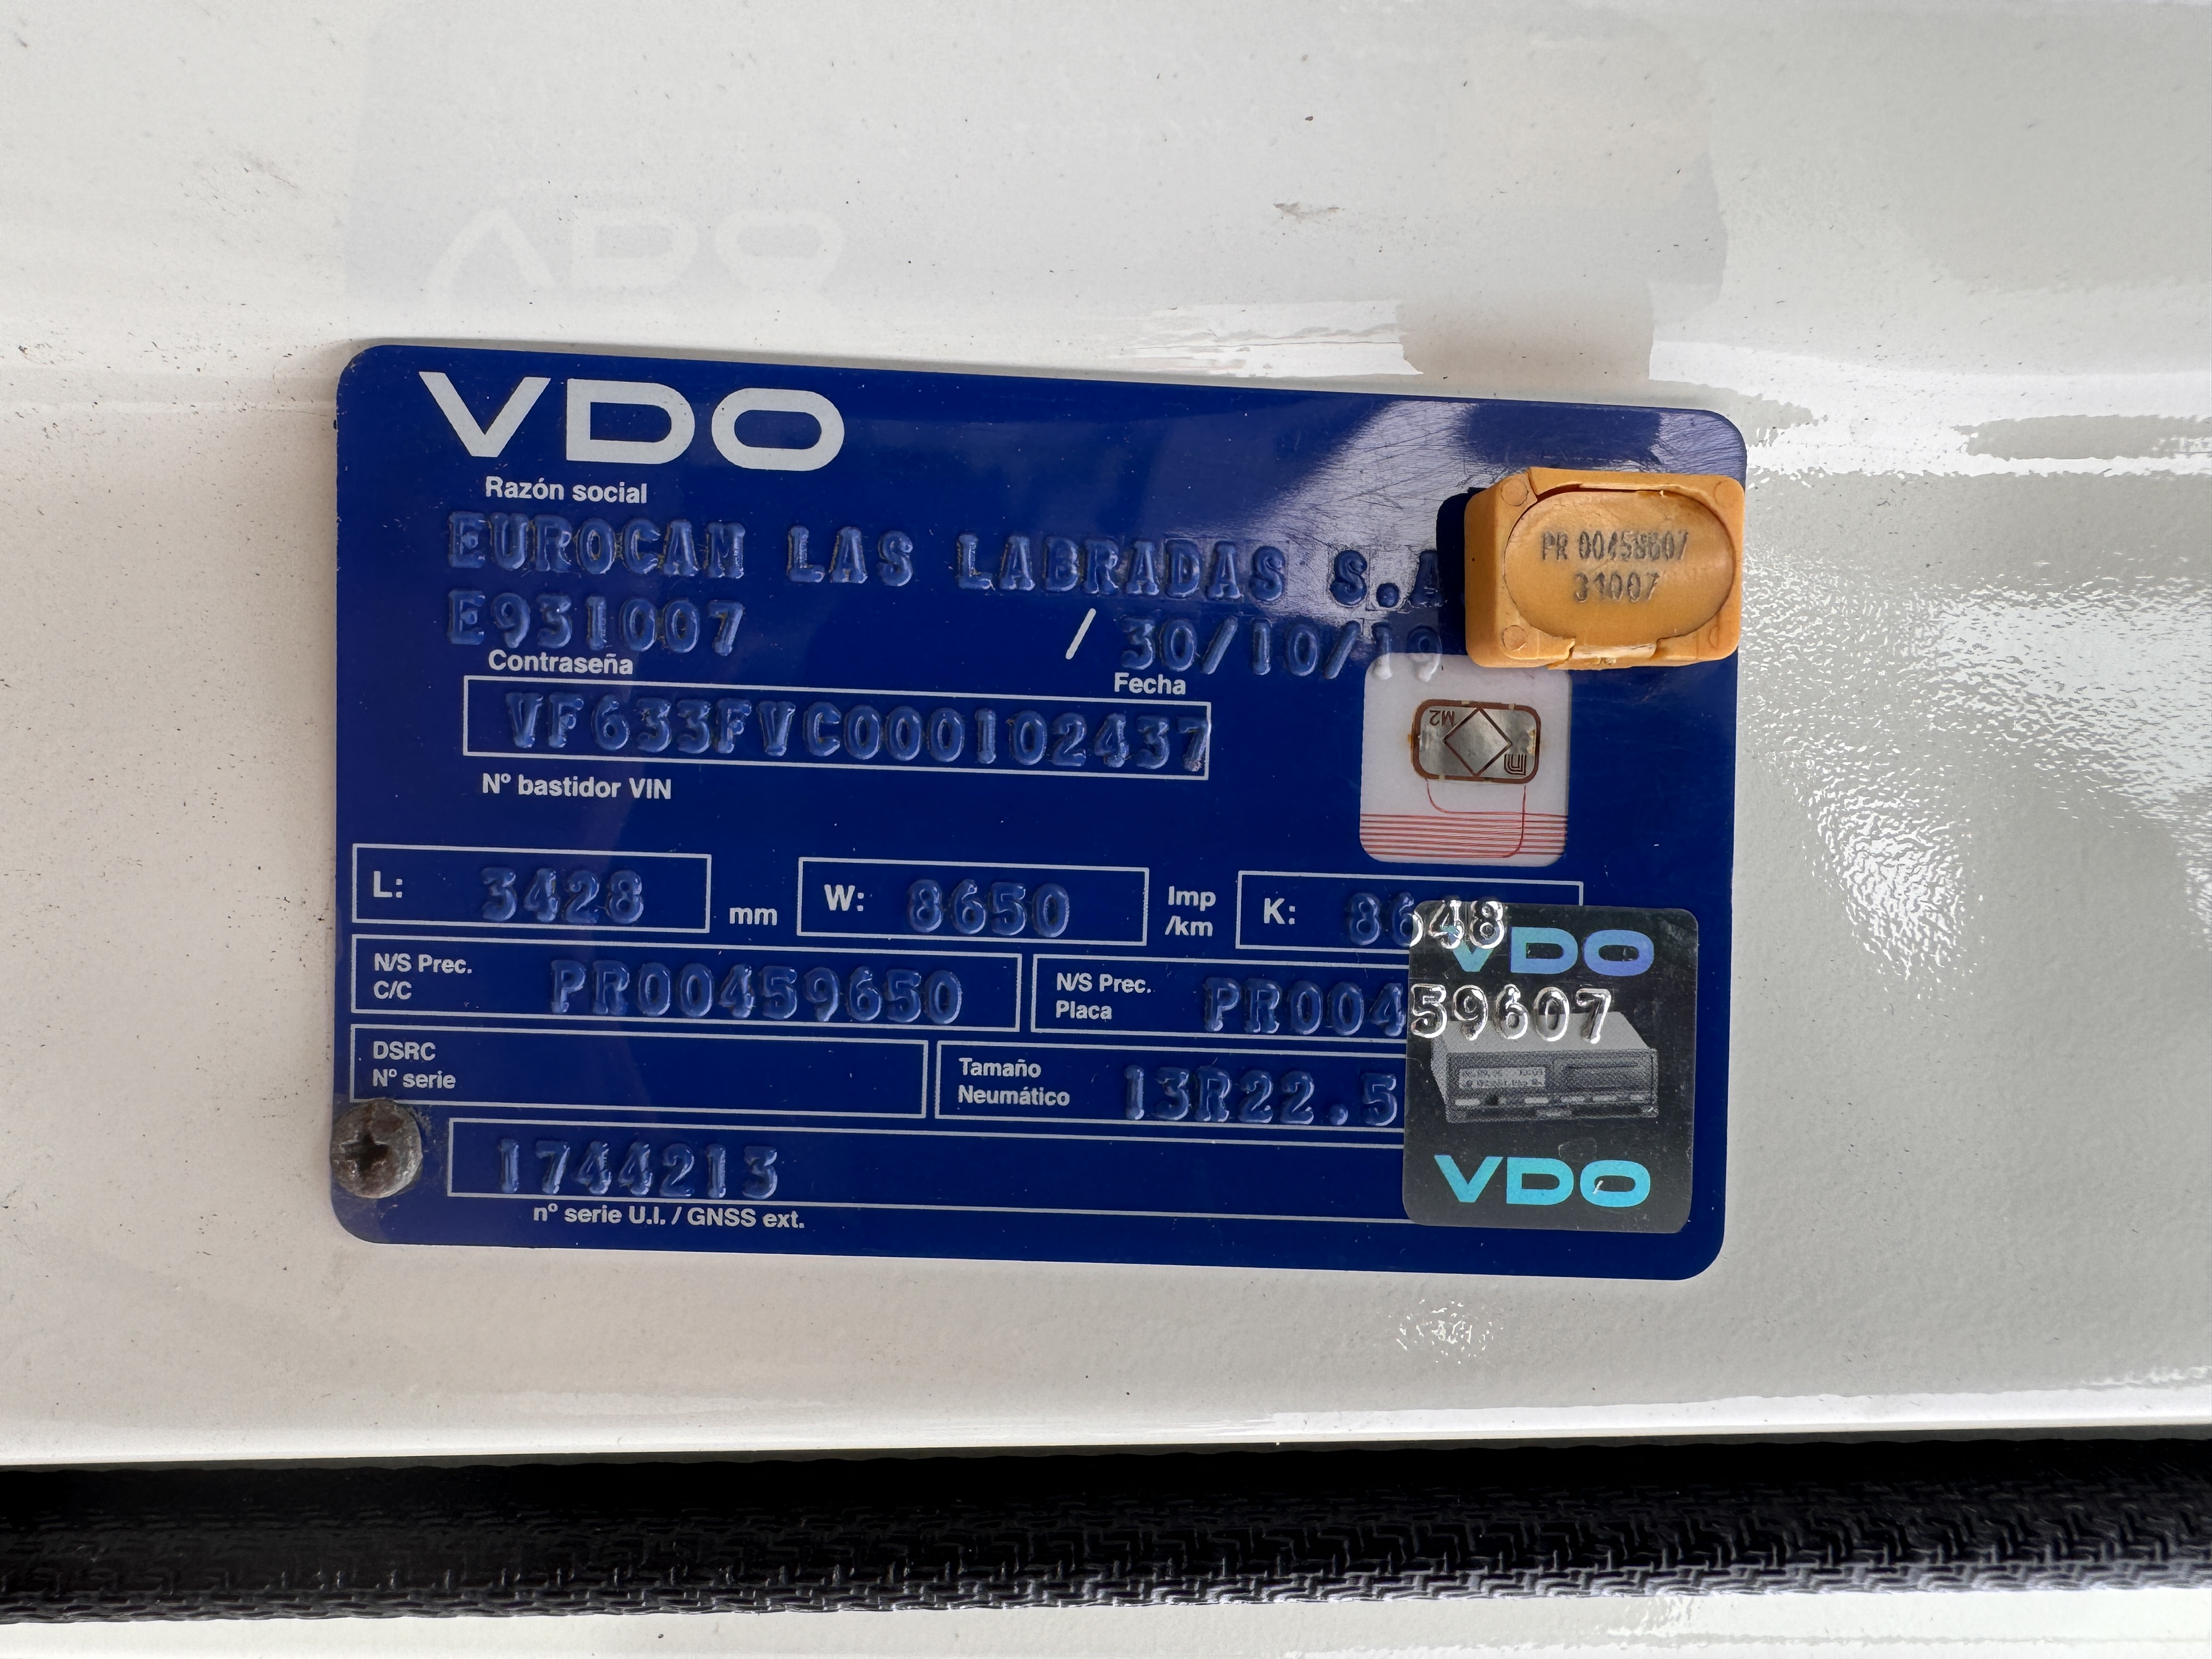 VDO
Razón social
EUROCAN LAS LABRADAS S.A
E931007 / 30/10/19
Contraseña Fecha
VF633FVC000102437
Nº bastidor VIN
L: 3428 mm W: 8650 Imp /km K: 8648
N/S Prec. C/C PR00459650 N/S Prec. Placa PR00459607
DSRC Nº serie Tamaño Neumático 13R22.5
1744213
nº serie U.I. / GNSS ext.
31007
M2
VDO
VDO